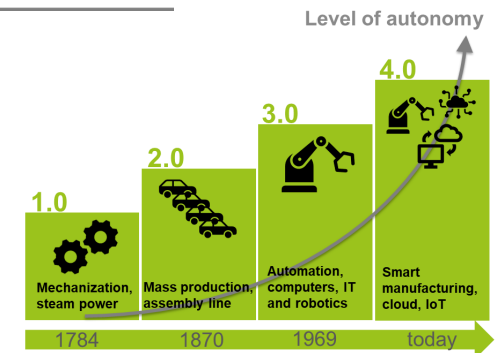 Level of autonomy
4.0
3.0
2.0
1.0
Mechanization,
steam power
Mass production,
assembly line
Automation,
computers, IT
and robotics
Smart
manufacturing,
cloud, IoT
1784
1870
1969
today